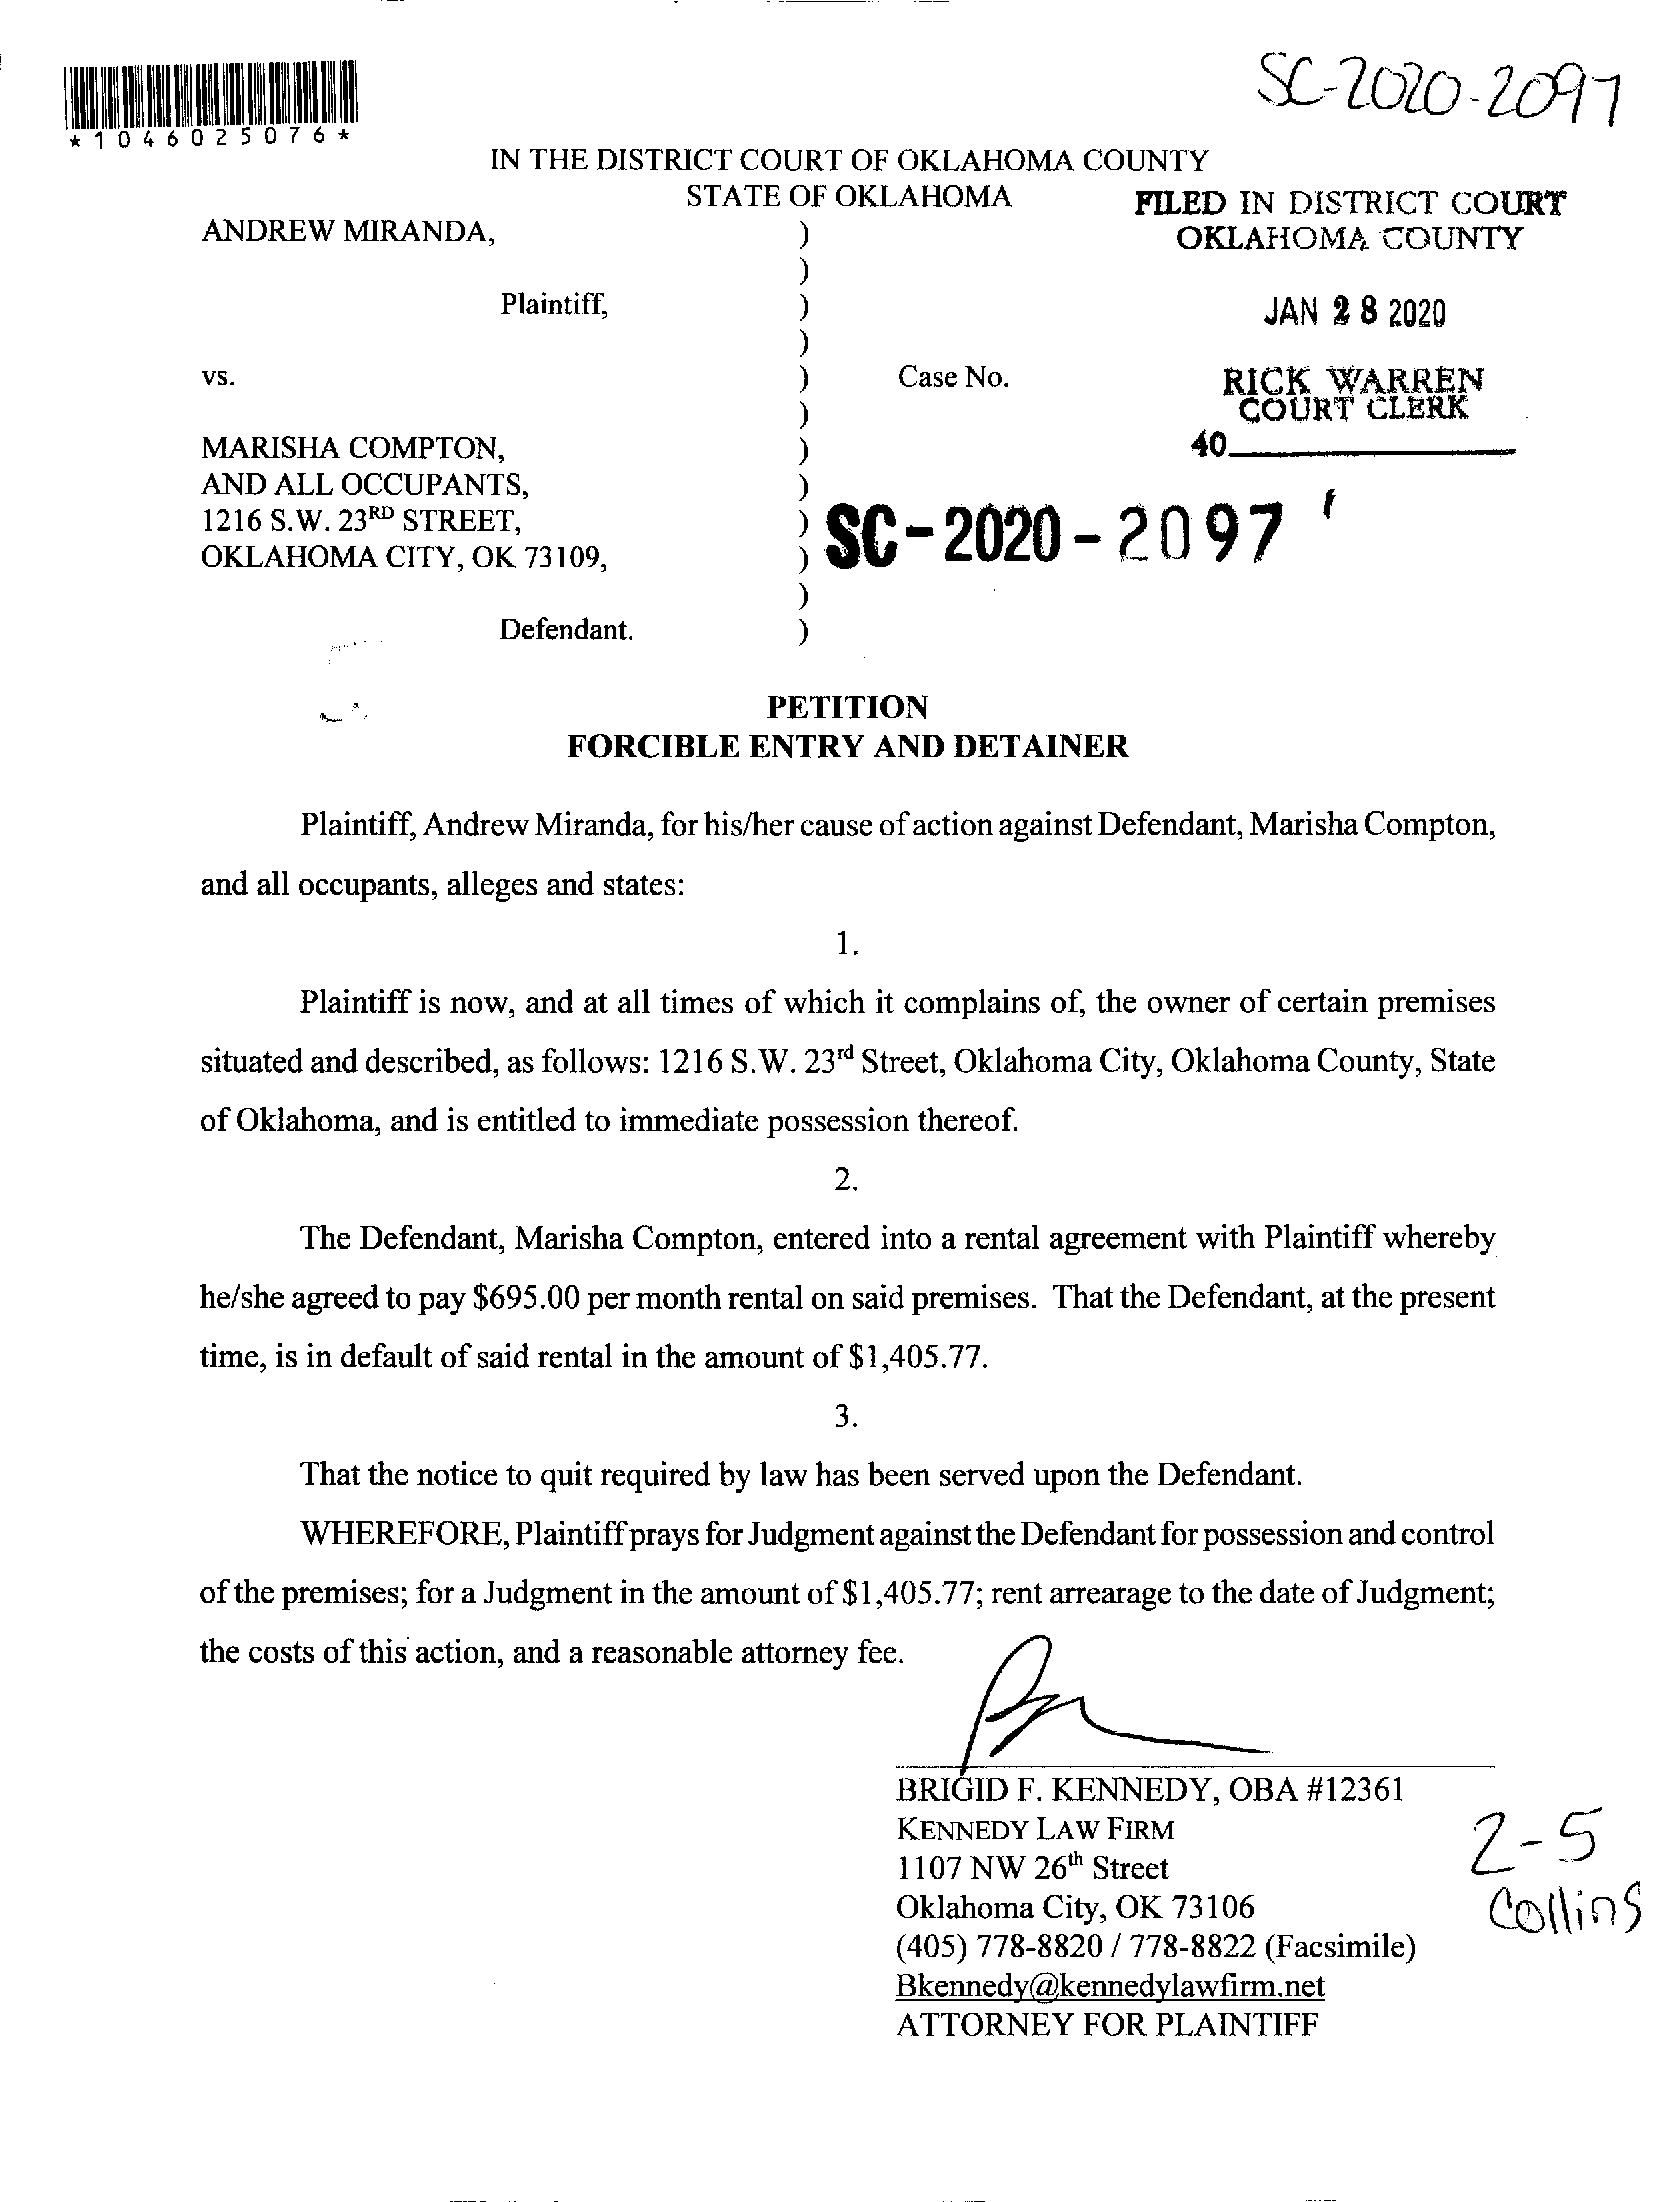 SC-2020-2097
*1046025076*
IN THE DISTRICT COURT OF OKLAHOMA COUNTY
STATE OF OKLAHOMA
FILED IN DISTRICT COURT
OKLAHOMA COUNTY
JAN 28 2020
RICK WARREN
COURT CLERK
40
ANDREW MIRANDA, )
)
Plaintiff, )
)
vs. ) Case No.
)
MARISHA COMPTON, )
AND ALL OCCUPANTS, )
1216 S.W. 23RD STREET, )
OKLAHOMA CITY, OK 73109, ) SC-2020-2097
)
Defendant. )
PETITION
FORCIBLE ENTRY AND DETAINER
Plaintiff, Andrew Miranda, for his/her cause of action against Defendant, Marisha Compton,
and all occupants, alleges and states:
1.
Plaintiff is now, and at all times of which it complains of, the owner of certain premises
situated and described, as follows: 1216 S.W. 23rd Street, Oklahoma City, Oklahoma County, State
of Oklahoma, and is entitled to immediate possession thereof.
2.
The Defendant, Marisha Compton, entered into a rental agreement with Plaintiff whereby
he/she agreed to pay $695.00 per month rental on said premises. That the Defendant, at the present
time, is in default of said rental in the amount of $1,405.77.
3.
That the notice to quit required by law has been served upon the Defendant.
WHEREFORE, Plaintiff prays for Judgment against the Defendant for possession and control
of the premises; for a Judgment in the amount of $1,405.77; rent arrearage to the date of Judgment;
the costs of this action, and a reasonable attorney fee.
BRIGID F. KENNEDY, OBA #12361
KENNEDY LAW FIRM
1107 NW 26th Street
Oklahoma City, OK 73106
(405) 778-8820 / 778-8822 (Facsimile)
Bkennedy@kennedylawfirm.net
ATTORNEY FOR PLAINTIFF
2-5
Collins